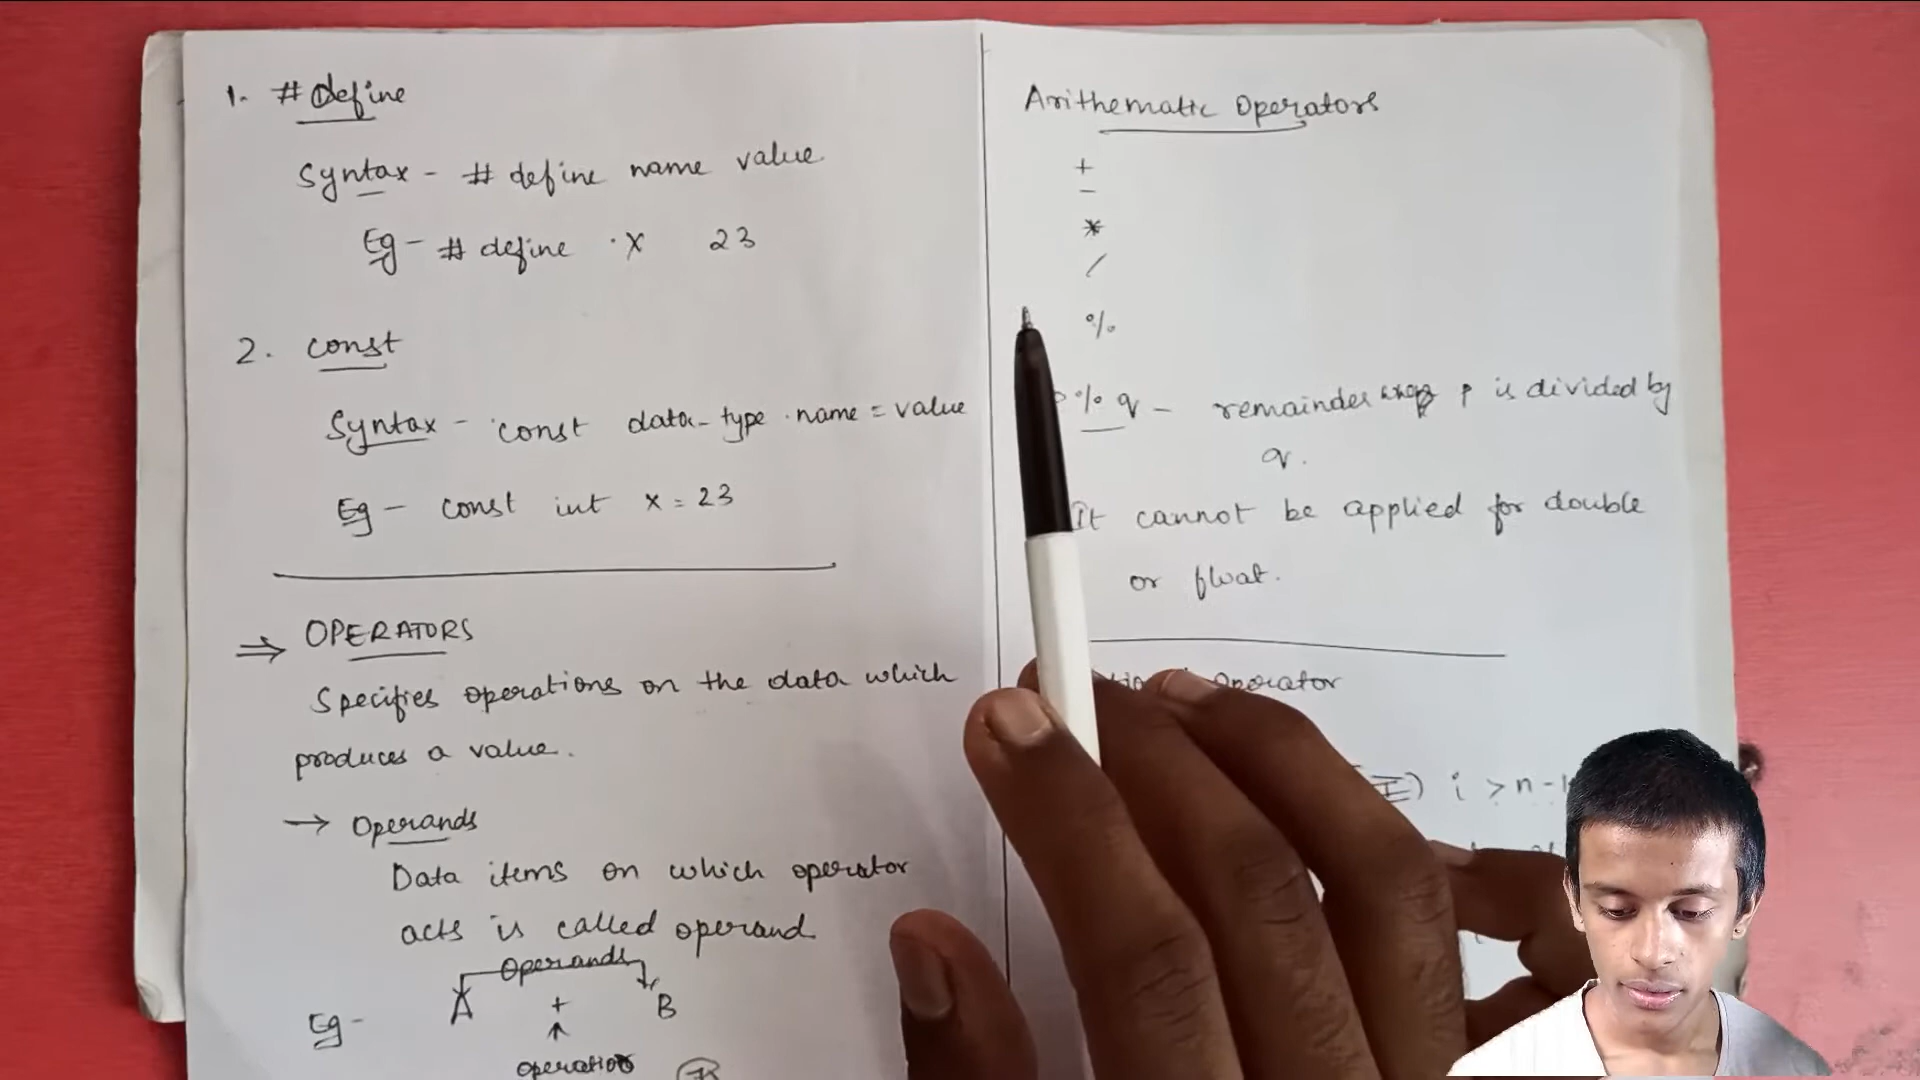 1. # Define
Syntax - # define name value
Eg - # define x 23
2. const
Syntax - const data-type name = value
Eg - const int x = 23
⇒ OPERATORS
Specifies operations on the data which
produces a value.
→ Operands
Data items on which operator
acts is called operand
Operands
Eg - A + B
Arithematic Operators
+
-
*
/
%
% q - remainder p is divided by
q.
It cannot be applied for double
or float.
operator
i > n-1